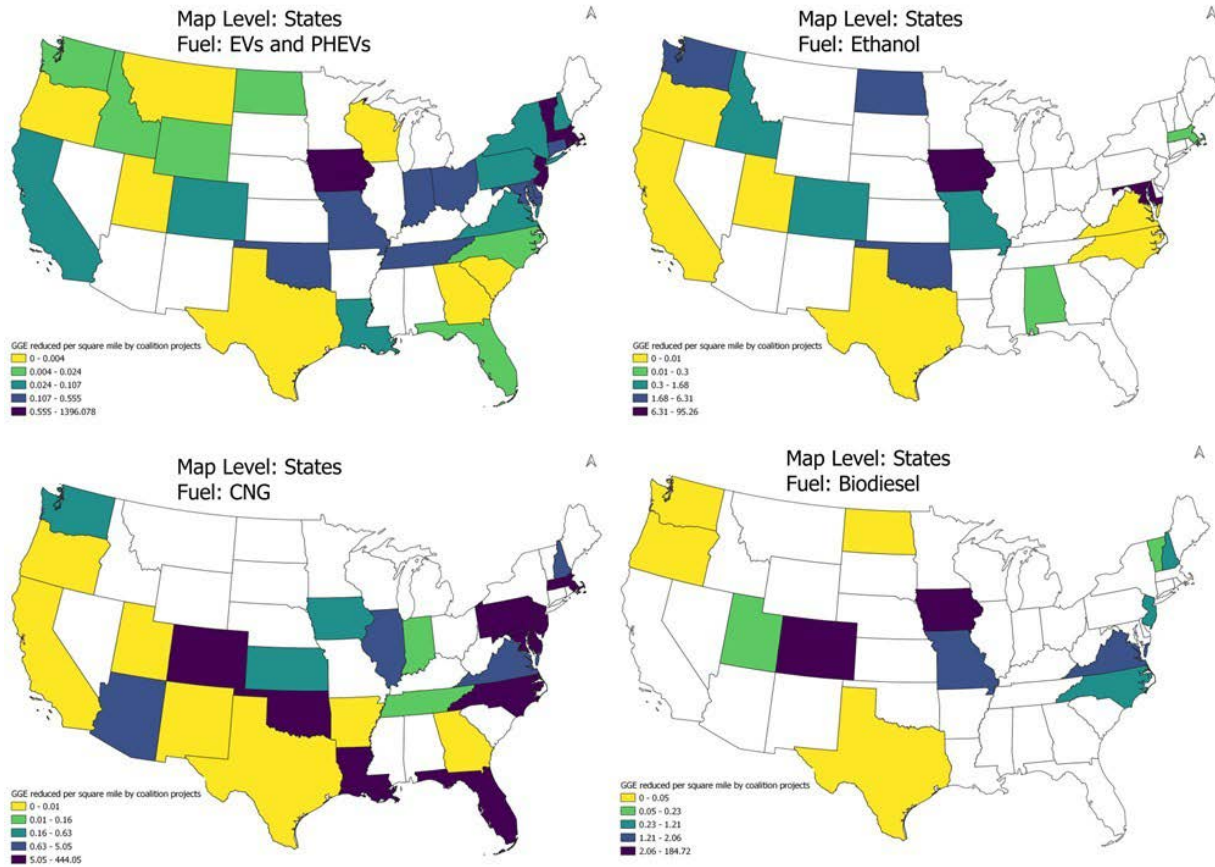 Map Level: States
Fuel: EVs and PHEVs
GGE reduced per square mile by coalition projects
0 - 0.004
0.004 - 0.024
0.024 - 0.107
0.107 - 0.555
0.555 - 1396.078
Map Level: States
Fuel: Ethanol
GGE reduced per square mile by coalition projects
0 - 0.01
0.01 - 0.3
0.3 - 1.68
1.68 - 6.31
6.31 - 95.26
Map Level: States
Fuel: CNG
GGE reduced per square mile by coalition projects
0 - 0.01
0.01 - 0.16
0.16 - 0.63
0.63 - 5.05
5.05 - 444.05
Map Level: States
Fuel: Biodiesel
GGE reduced per square mile by coalition projects
0 - 0.05
0.05 - 0.23
0.23 - 1.21
1.21 - 2.06
2.06 - 184.72